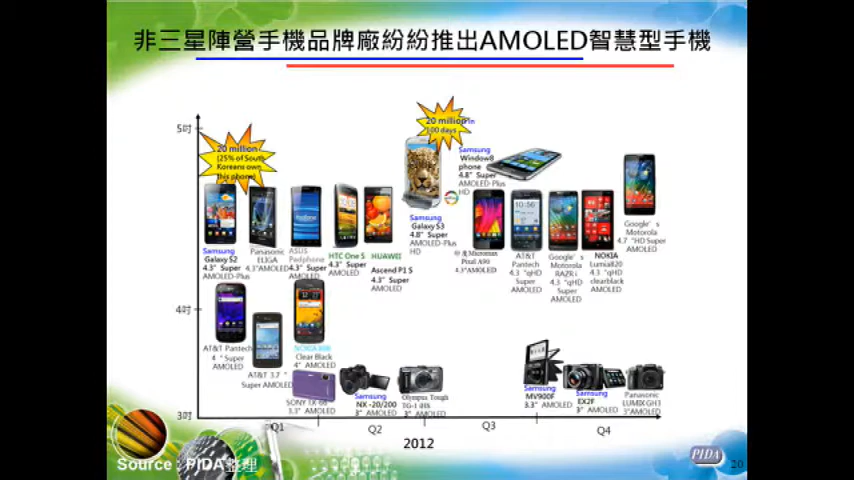 非三星陣營手機品牌廠紛紛推出AMOLED智慧型手機
5吋
4吋
3吋
20 million
(25% of South
Koreans own
this phone)
20 million in
100 days
Samsung
Window8
phone
4.8" Super
AMOLED-Plus
HD
Samsung
Galaxy S2
4.3" Super
AMOLED-Plus
Panasonic
ELIGA
4.3"AMOLED
ASUS
Padphone
4.3" Super
AMOLED
HTC One S
4.3" Super
AMOLED
HUAWEI
Ascend P1 S
4.3" Super
AMOLED
Samsung
Galaxy S3
4.8" Super
AMOLED-Plus
HD
Micromax
Pixel A90
4.3"AMOLED
AT&T
Pantech
4.3 "qHD
Super
AMOLED
Google's
Motorola
RAZR i
4.3 "qHD
Super
AMOLED
NOKIA
Lumia820
4.3 "qHD
clearblack
AMOLED
Google's
Motorola
4.7 "HD Super
AMOLED
AT&T Pantech
4 " Super
AMOLED
AT&T 3.7 "
Super AMOLED
Clear Black
4" AMOLED
SONY TX-66
3.3" AMOLED
Samsung
NX -20/200
3" AMOLED
Olympus Tough
TG-1 iHS
3" AMOLED
Samsung
MV900F
3.3" AMOLED
Samsung
EX2F
3" AMOLED
Panasonic
LUMIX GH3
3"AMOLED
Q1
Q2
Q3
Q4
2012
Source : PIDA整理
PIDA
20